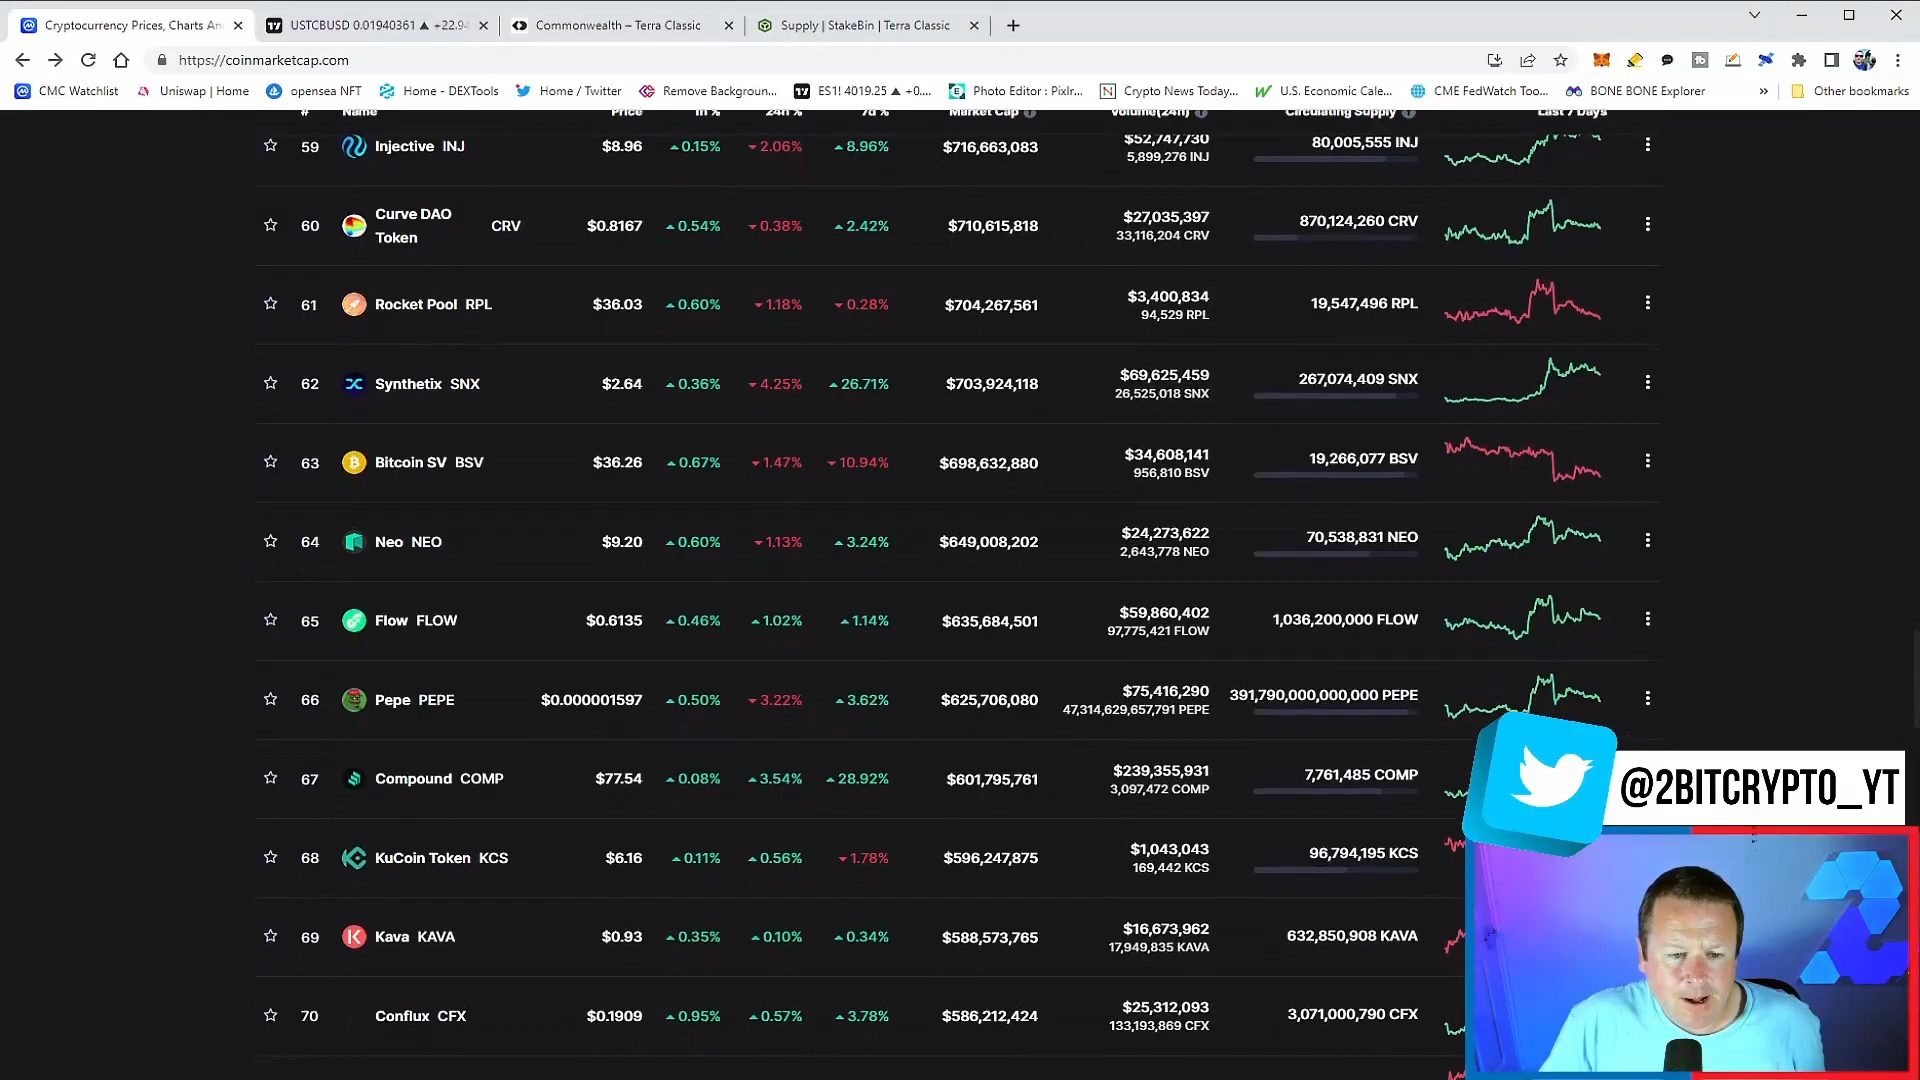 Cryptocurrency Prices, Charts An
USTCBUSD 0.01940361 ▲ +22.94
Commonwealth – Terra Classic
Supply | StakeBin | Terra Classic
https://coinmarketcap.com
CMC Watchlist
Uniswap | Home
opensea NFT
Home - DEXTools
Home / Twitter
Remove Backgroun...
ES1! 4019.25 ▲ +0....
Photo Editor : Pixlr...
Crypto News Today...
U.S. Economic Cale...
CME FedWatch Too...
BONE BONE Explorer
»
Other bookmarks
# Name Price 1h % 24h % 7d % Market Cap Volume(24h) Circulating Supply Last 7 Days
59 Injective INJ $8.96 0.15% 2.06% 8.96% $716,663,083 $52,747,730 80,005,555 INJ
5,899,276 INJ
60 Curve DAO Token CRV $0.8167 0.54% 0.38% 2.42% $710,615,818 $27,035,397 870,124,260 CRV
33,116,204 CRV
61 Rocket Pool RPL $36.03 0.60% 1.18% 0.28% $704,267,561 $3,400,834 19,547,496 RPL
94,529 RPL
62 Synthetix SNX $2.64 0.36% 4.25% 26.71% $703,924,118 $69,625,459 267,074,409 SNX
26,525,018 SNX
63 Bitcoin SV BSV $36.26 0.67% 1.47% 10.94% $698,632,880 $34,608,141 19,266,077 BSV
956,810 BSV
64 Neo NEO $9.20 0.60% 1.13% 3.24% $649,008,202 $24,273,622 70,538,831 NEO
2,643,778 NEO
65 Flow FLOW $0.6135 0.46% 1.02% 1.14% $635,684,501 $59,860,402 1,036,200,000 FLOW
97,775,421 FLOW
66 Pepe PEPE $0.000001597 0.50% 3.22% 3.62% $625,706,080 $75,416,290 391,790,000,000,000 PEPE
47,314,629,657,791 PEPE
67 Compound COMP $77.54 0.08% 3.54% 28.92% $601,795,761 $239,355,931 7,761,485 COMP
3,097,472 COMP
@2BITCRYPTO_YT
68 KuCoin Token KCS $6.16 0.11% 0.56% 1.78% $596,247,875 $1,043,043 96,794,195 KCS
169,442 KCS
69 Kava KAVA $0.93 0.35% 0.10% 0.34% $588,573,765 $16,673,962 632,850,908 KAVA
17,949,835 KAVA
70 Conflux CFX $0.1909 0.95% 0.57% 3.78% $586,212,424 $25,312,093 3,071,000,790 CFX
133,193,869 CFX